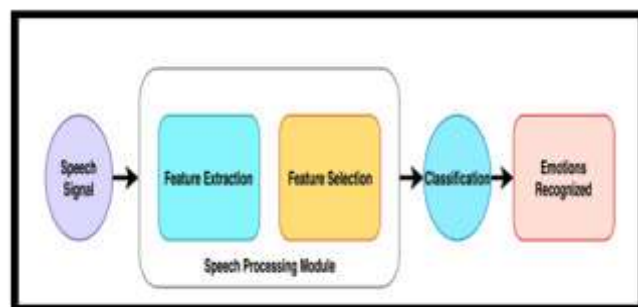 Speech
Signal
Feature Extraction
Feature Selection
Speech Processing Module
Classification
Emotions
Recognized